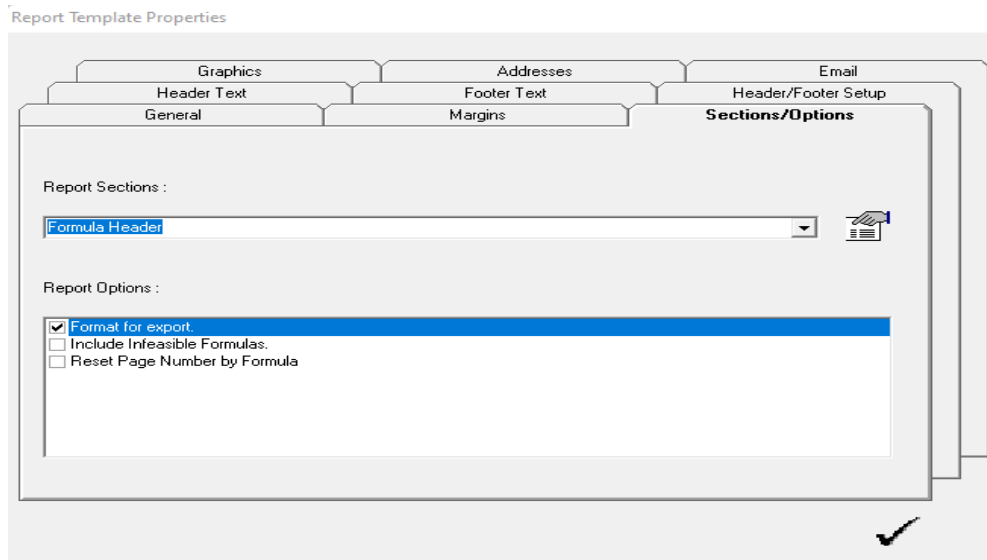 Report Template Properties
Graphics Addresses Email
Header Text Footer Text Header/Footer Setup
General Margins Sections/Options
Report Sections :
Formula Header
Report Options :
Format for export.
Include Infeasible Formulas.
Reset Page Number by Formula